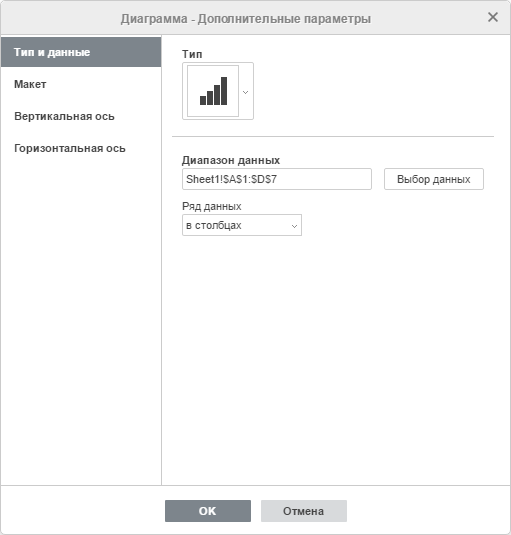 Диаграмма - Дополнительные параметры
Тип и данные
Макет
Вертикальная ось
Горизонтальная ось
Тип
Диапазон данных
Sheet1!$A$1:$D$7
Выбор данных
Ряд данных
в столбцах
OK
Отмена